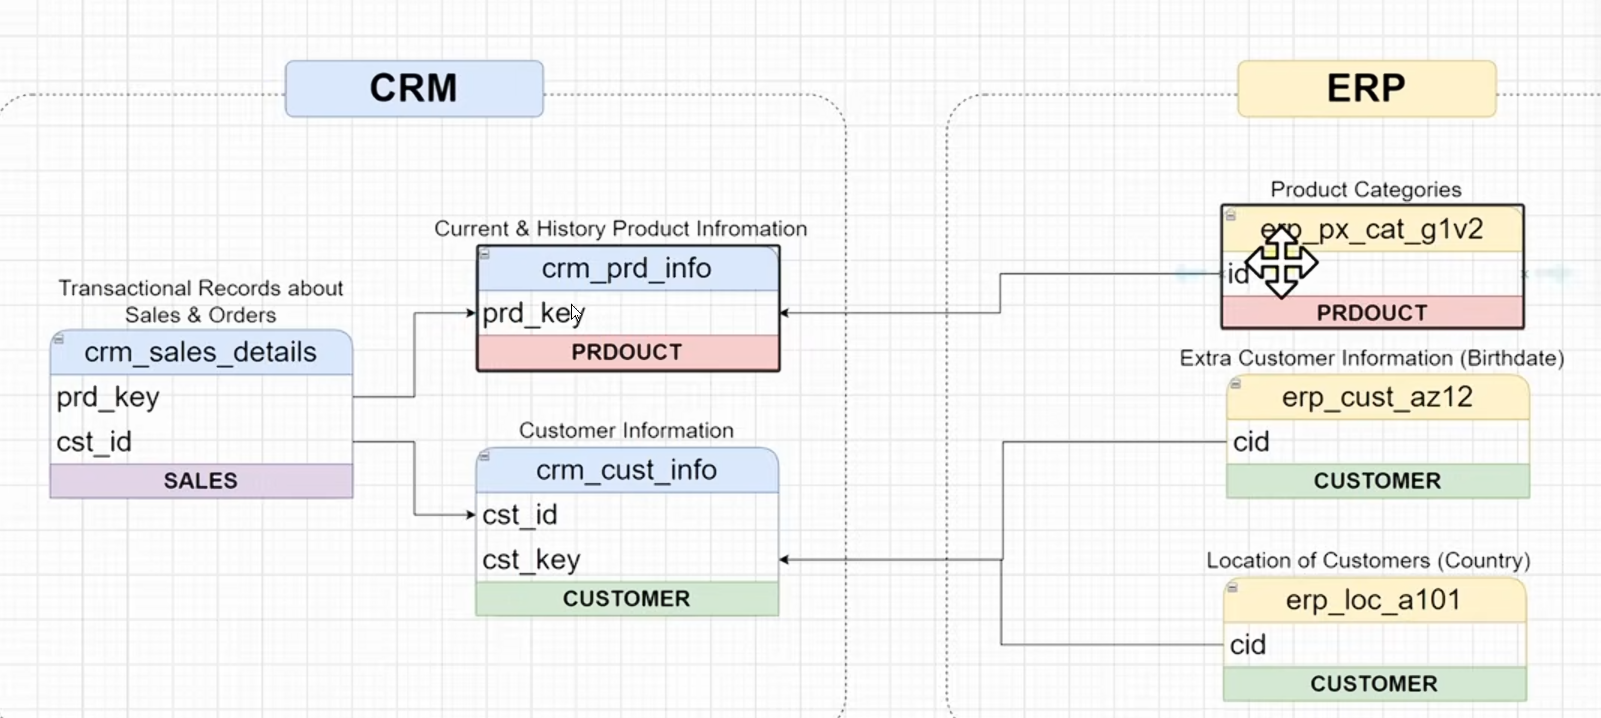 CRM
ERP
Transactional Records about
Sales & Orders
crm_sales_details
prd_key
cst_id
SALES
Current & History Product Infromation
crm_prd_info
prd_key
PRDOUCT
Customer Information
crm_cust_info
cst_id
cst_key
CUSTOMER
Product Categories
erp_px_cat_g1v2
id
PRDOUCT
Extra Customer Information (Birthdate)
erp_cust_az12
cid
CUSTOMER
Location of Customers (Country)
erp_loc_a101
cid
CUSTOMER